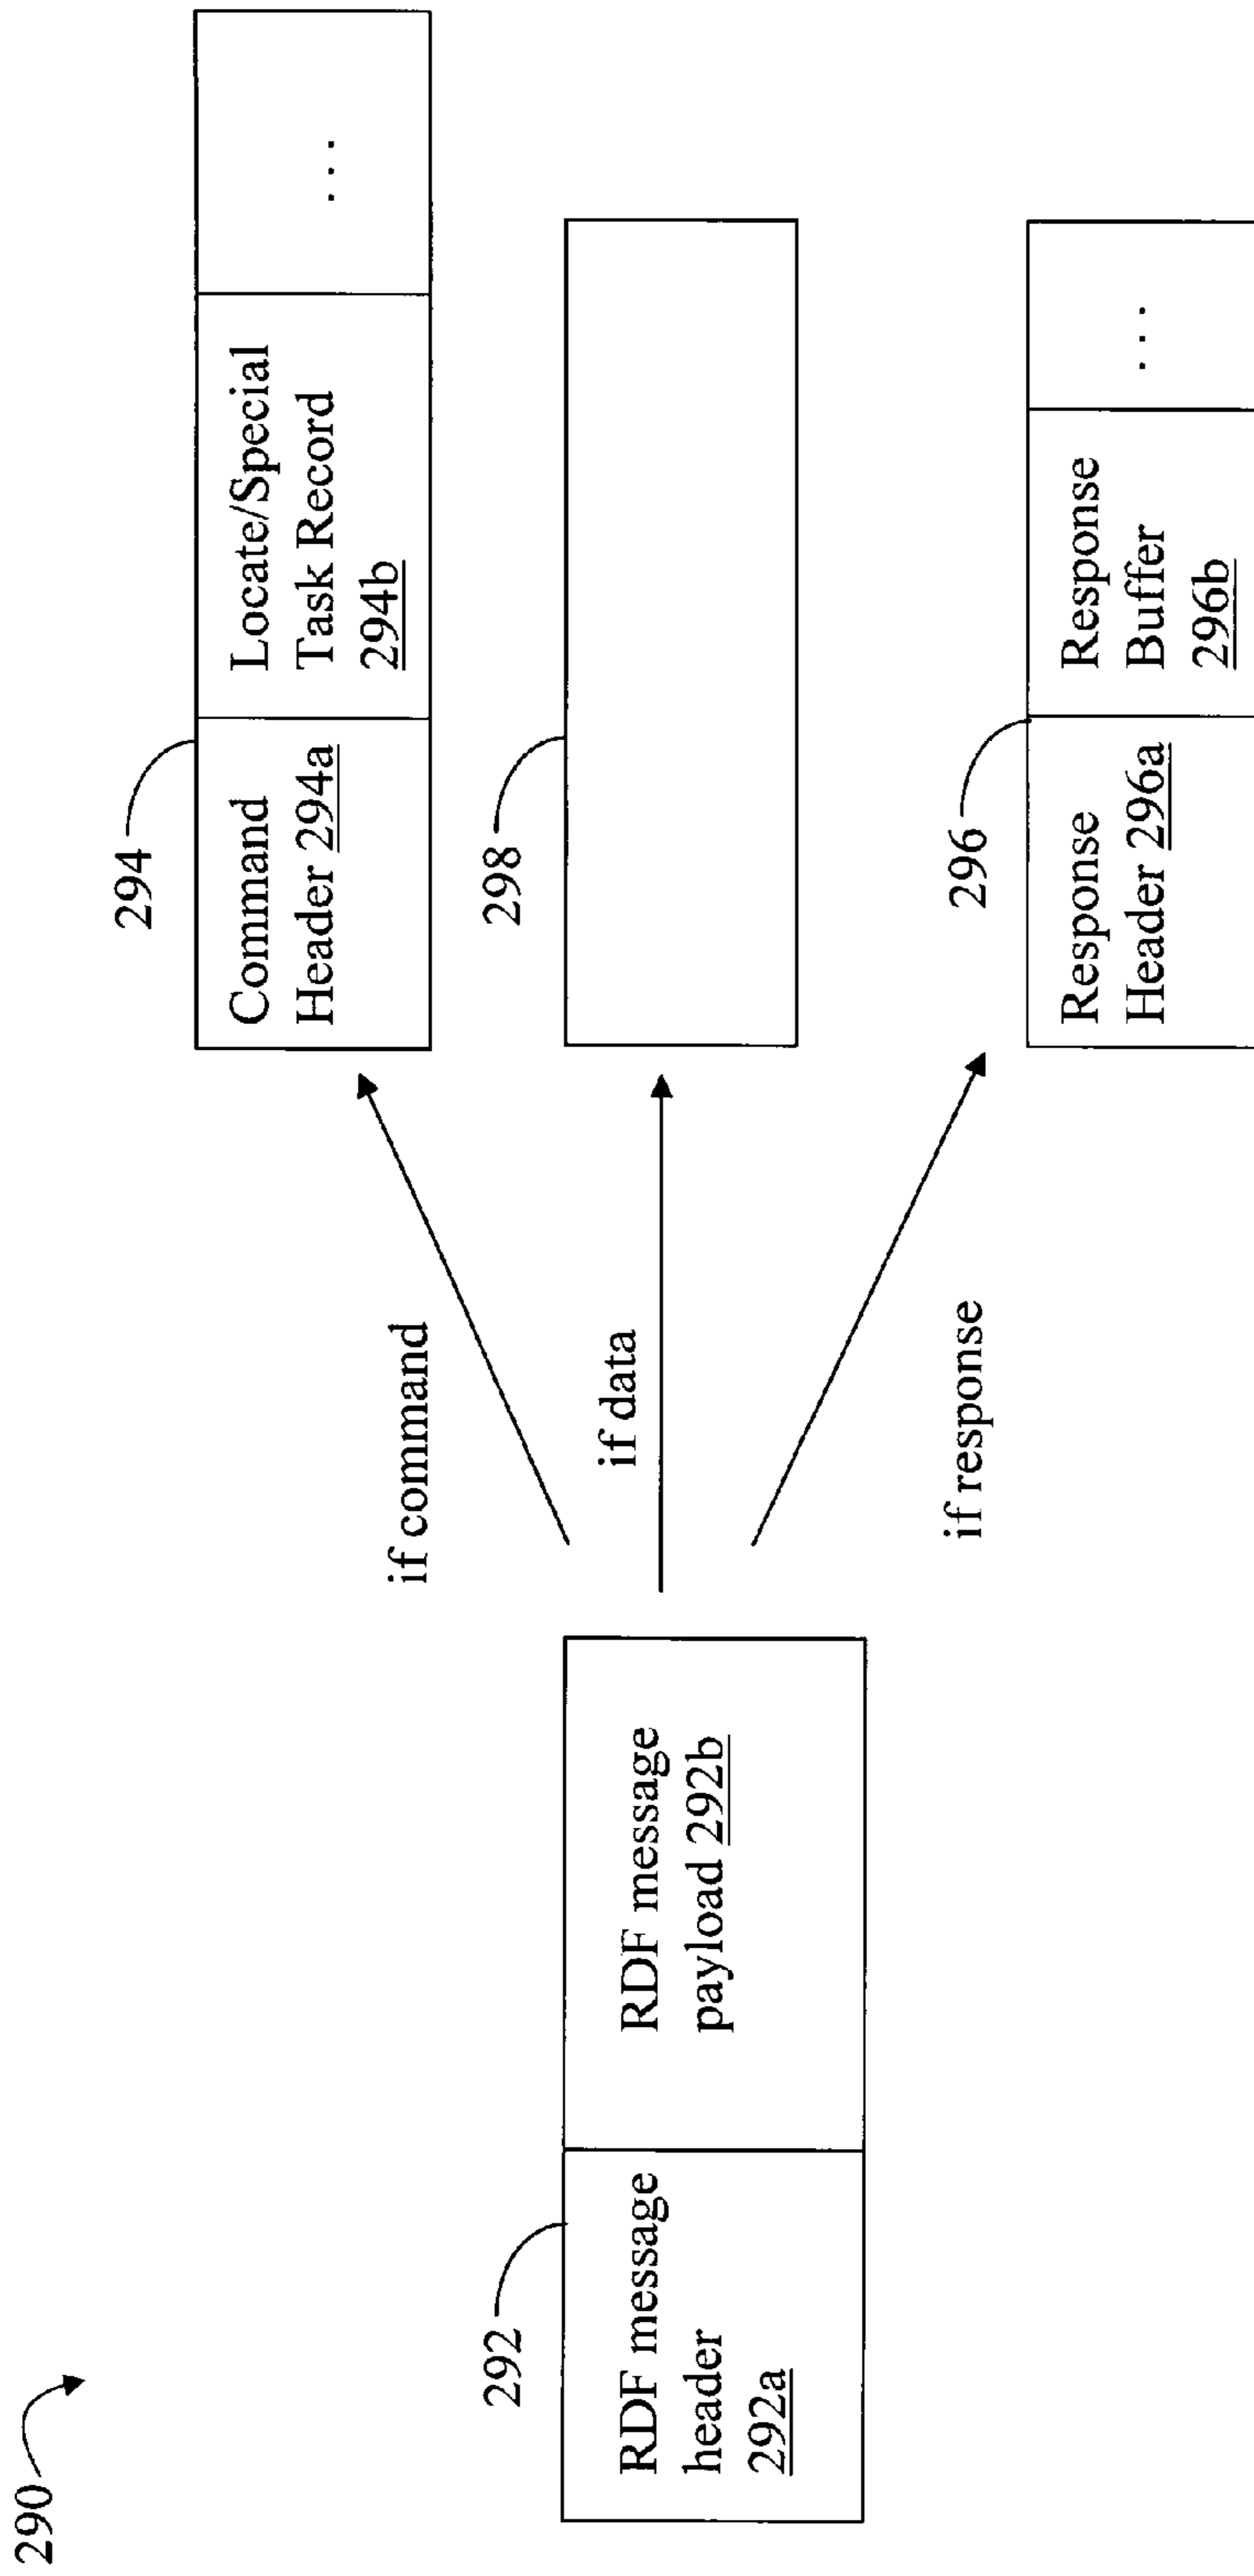 290
292
RDF message
header
292a
RDF message
payload 292b
if command
if data
if response
294
Command
Header 294a
Locate/Special
Task Record
294b
...
298
296
Response
Header 296a
Response
Buffer
296b
...